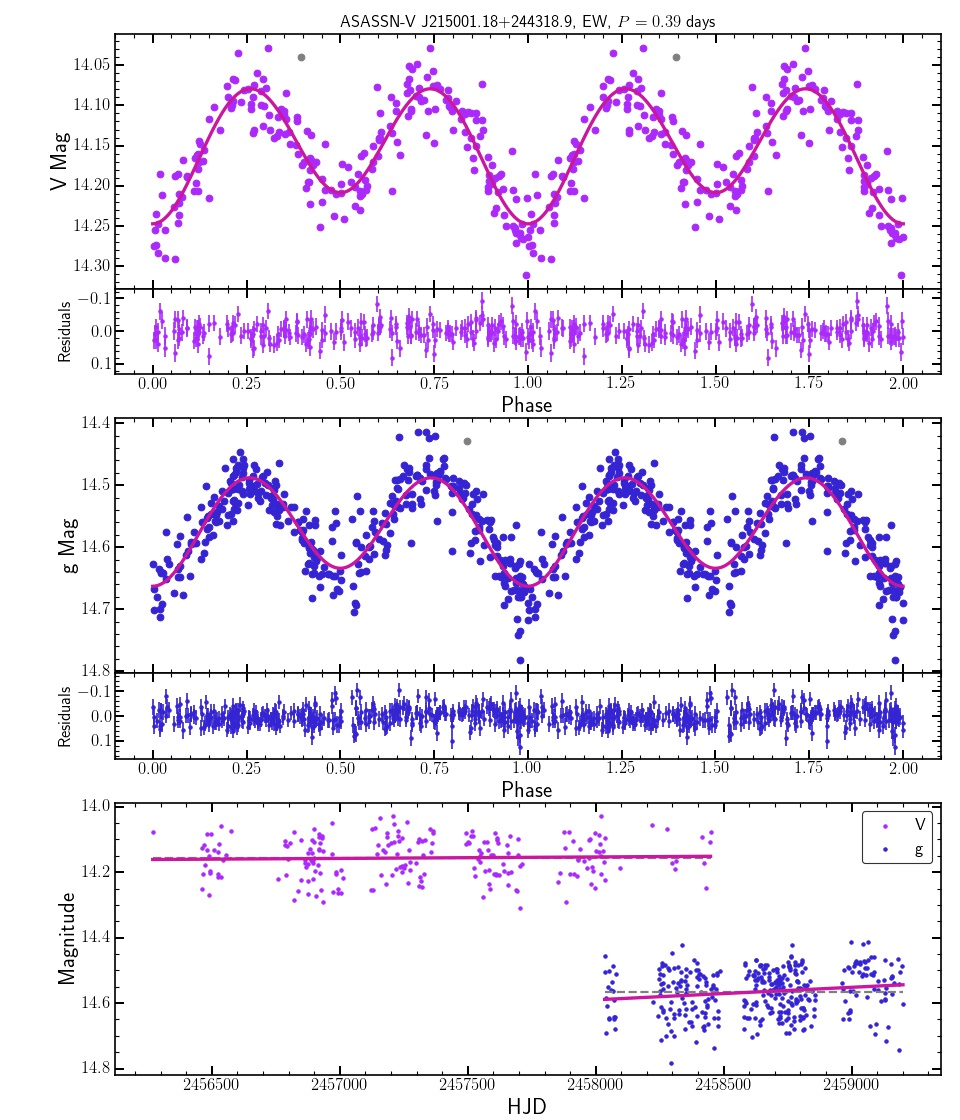 ASASSN-V J215001.18+244318.9, EW, P = 0.39 days
V Mag
14.05
14.10
14.15
14.20
14.25
14.30
Residuals
−0.1
0.0
0.1
0.00 0.25 0.50 0.75 1.00 1.25 1.50 1.75 2.00
Phase
g Mag
14.4
14.5
14.6
14.7
14.8
Residuals
−0.1
0.0
0.1
0.00 0.25 0.50 0.75 1.00 1.25 1.50 1.75 2.00
Phase
Magnitude
14.0
14.2
14.4
14.6
14.8
V
g
2456500 2457000 2457500 2458000 2458500 2459000
HJD